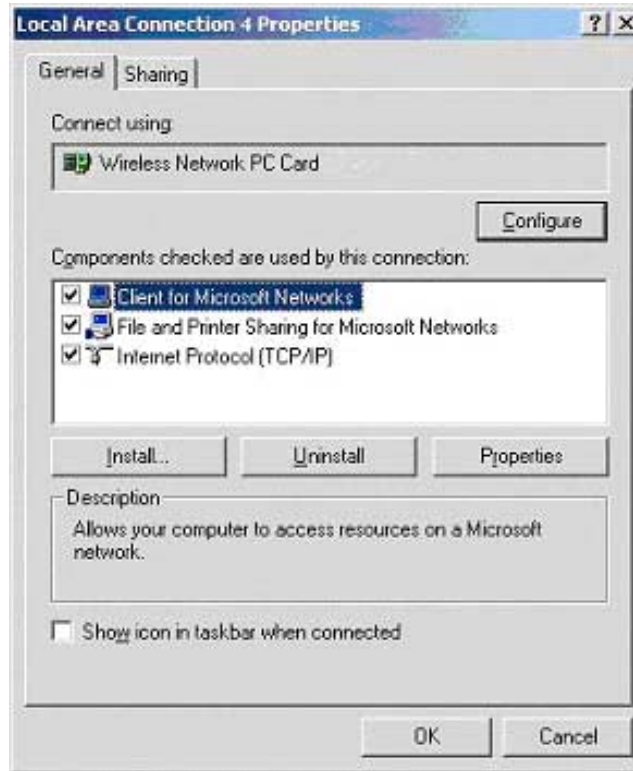 Local Area Connection 4 Properties
General
Sharing
Connect using:
Wireless Network PC Card
Configure
Components checked are used by this connection:
Client for Microsoft Networks
File and Printer Sharing for Microsoft Networks
Internet Protocol (TCP/IP)
Install...
Uninstall
Properties
Description
Allows your computer to access resources on a Microsoft
network.
Show icon in taskbar when connected
OK
Cancel